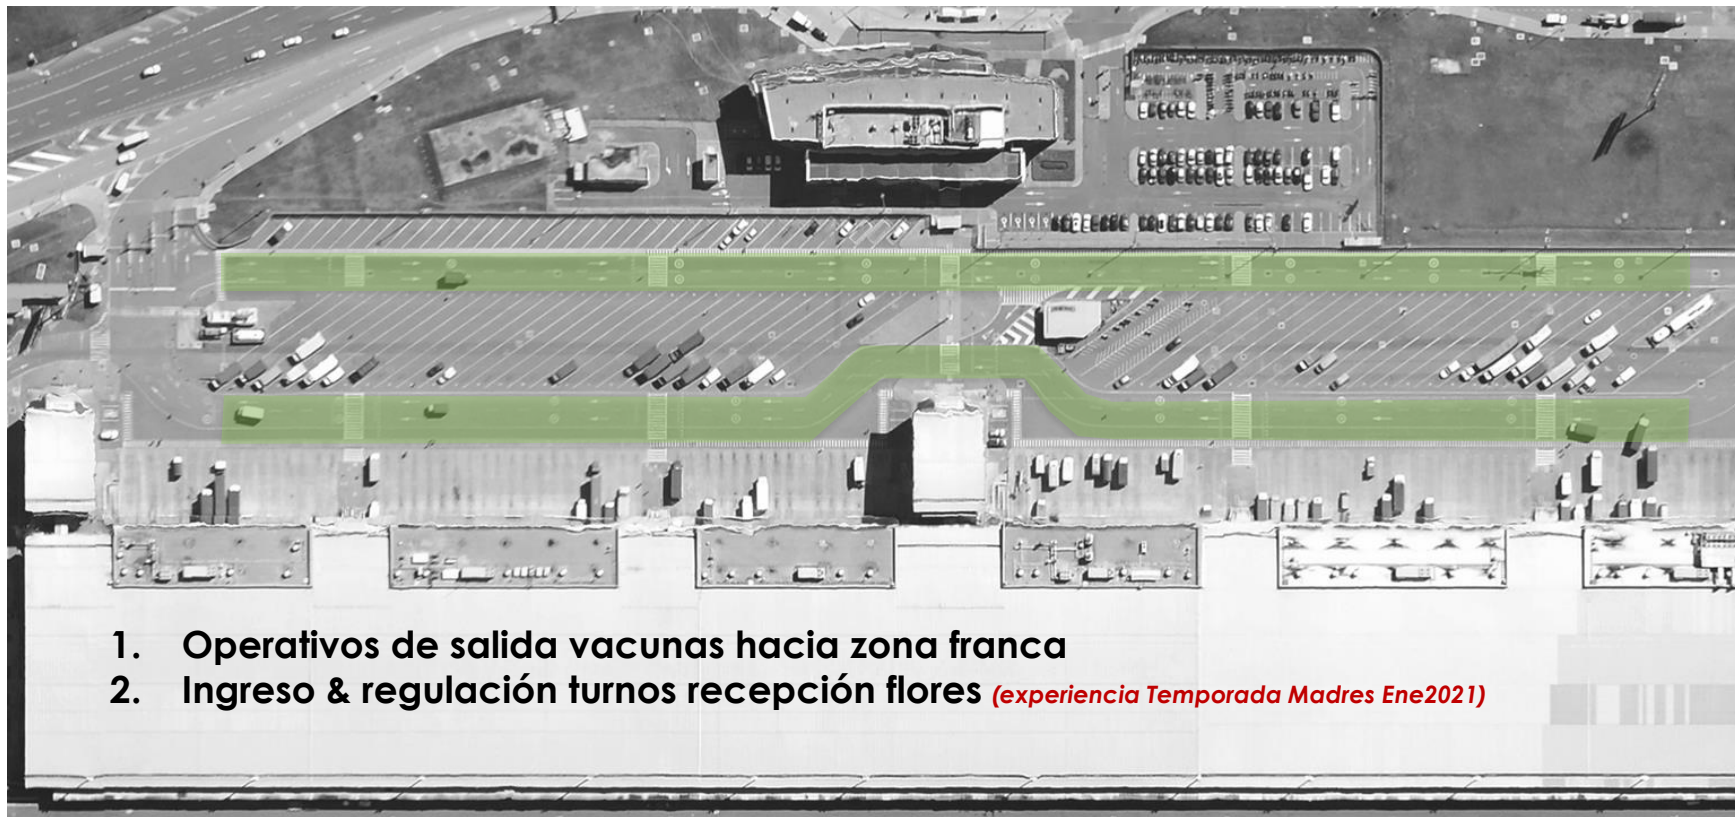 1. Operativos de salida vacunas hacia zona franca
2. Ingreso & regulación turnos recepción flores (experiencia Temporada Madres Ene2021)